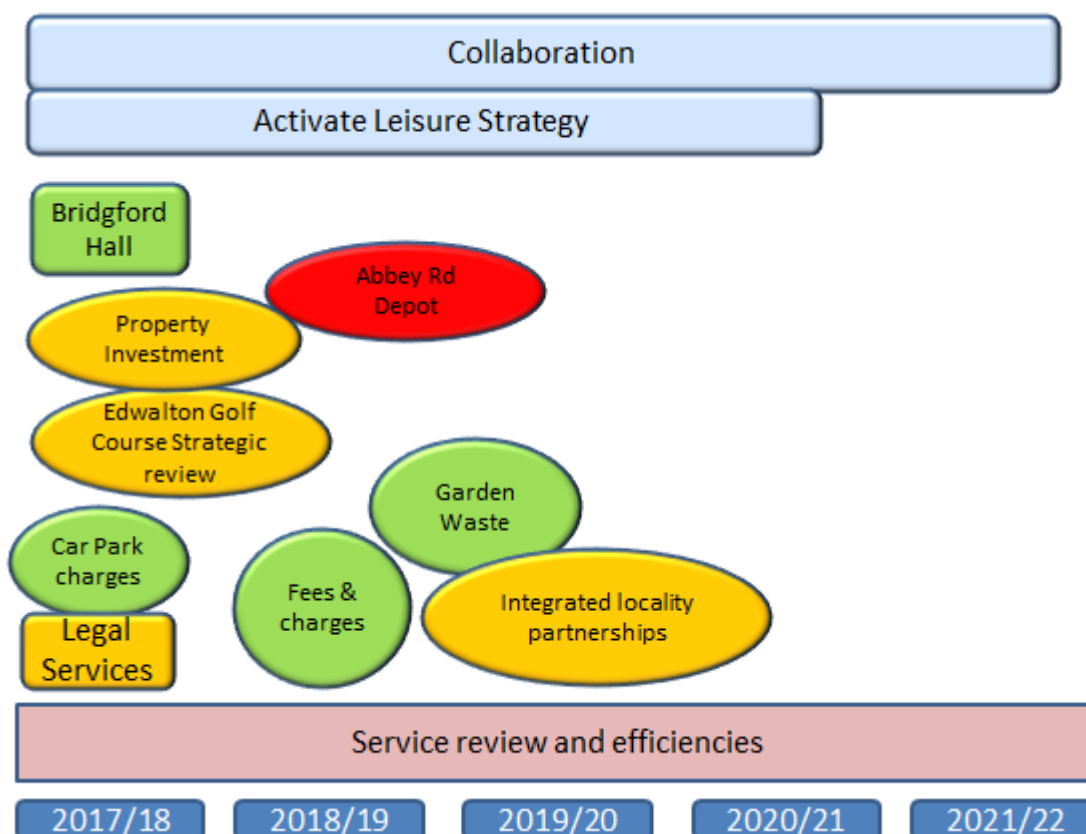 Collaboration
Activate Leisure Strategy
Bridgford
Hall
Abbey Rd
Depot
Property
Investment
Edwalton Golf
Course Strategic
review
Garden
Waste
Car Park
charges
Fees &
charges
Integrated locality
partnerships
Legal
Services
Service review and efficiencies
2017/18
2018/19
2019/20
2020/21
2021/22